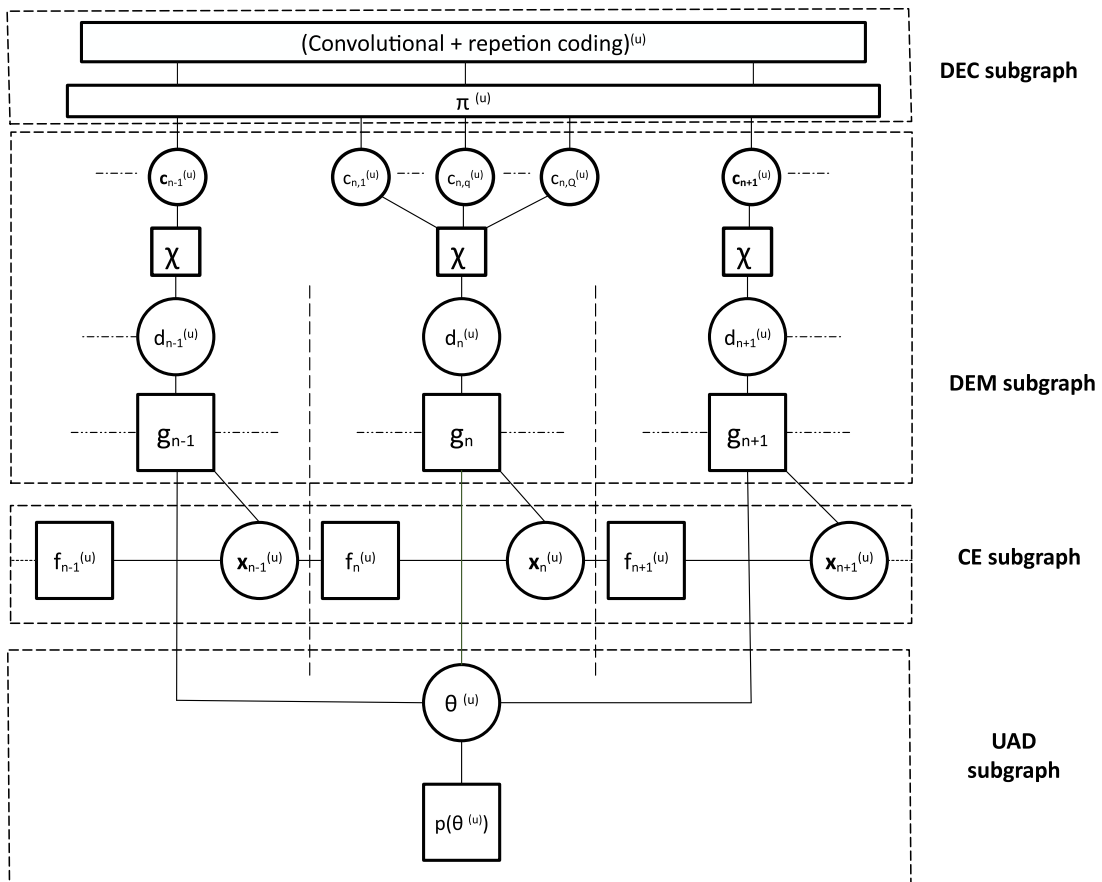 (Convolutional + repetion coding)(u)
DEC subgraph
π (u)
cn-1(u) cn,1(u) cn,q(u) cn,Q(u) cn+1(u)
χ χ χ
dn-1(u) dn(u) dn+1(u)
DEM subgraph
gn-1 gn gn+1
fn-1(u) xn-1(u) fn(u) xn(u) fn+1(u) xn+1(u)
CE subgraph
θ (u)
UAD
subgraph
p(θ (u))